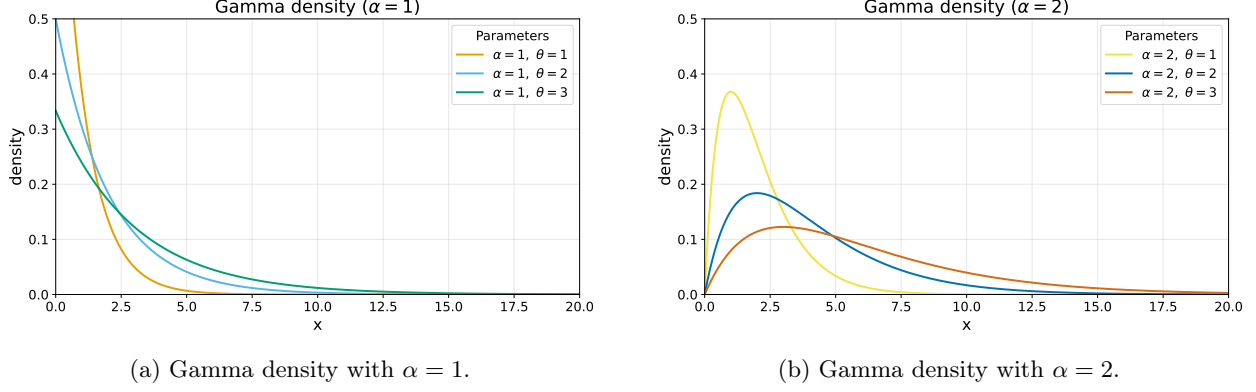 Gamma density (α = 1)
density
0.5
0.4
0.3
0.2
0.1
0.0
Parameters
α = 1, θ = 1
α = 1, θ = 2
α = 1, θ = 3
0.0 2.5 5.0 7.5 10.0 12.5 15.0 17.5 20.0
x
(a) Gamma density with α = 1.
Gamma density (α = 2)
density
0.5
0.4
0.3
0.2
0.1
0.0
Parameters
α = 2, θ = 1
α = 2, θ = 2
α = 2, θ = 3
0.0 2.5 5.0 7.5 10.0 12.5 15.0 17.5 20.0
x
(b) Gamma density with α = 2.